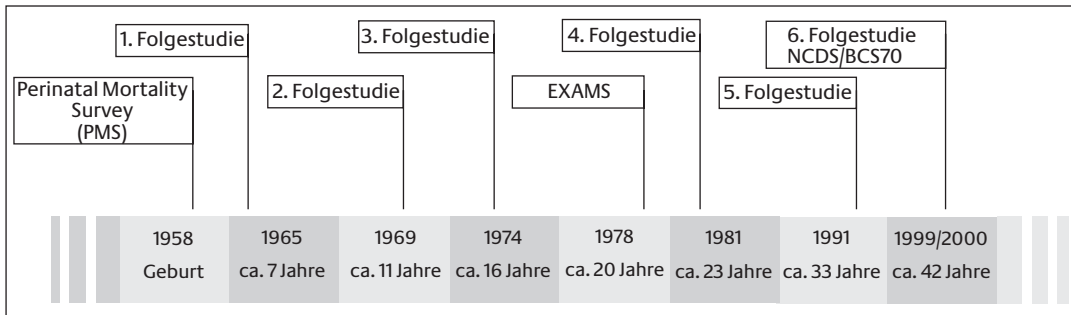 1. Folgestudie
3. Folgestudie
4. Folgestudie
6. Folgestudie
NCDS/BCS70
Perinatal Mortality
Survey
(PMS)
2. Folgestudie
EXAMS
5. Folgestudie
1958 1965 1969 1974 1978 1981 1991 1999/2000
Geburt ca. 7 Jahre ca. 11 Jahre ca. 16 Jahre ca. 20 Jahre ca. 23 Jahre ca. 33 Jahre ca. 42 Jahre